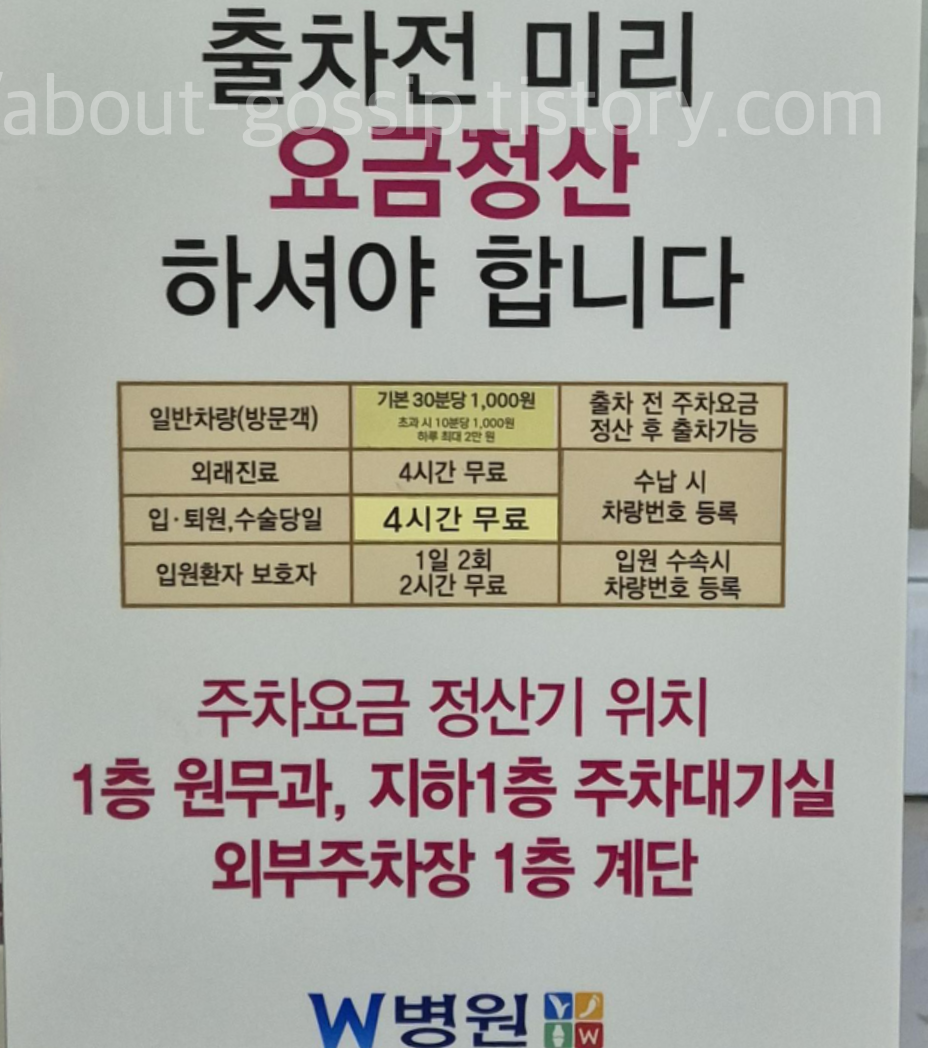 출차전 미리
about-gossip.tistory.com
요금정산
하셔야 합니다
일반차량(방문객)
기본 30분당 1,000원
초과 시 10분당 1,000원
하루 최대 2만 원
출차 전 주차요금
정산 후 출차가능
외래진료
4시간 무료
수납 시
차량번호 등록
입·퇴원,수술당일
4시간 무료
입원환자 보호자
1일 2회
2시간 무료
입원 수속시
차량번호 등록
주차요금 정산기 위치
1층 원무과, 지하1층 주차대기실
외부주차장 1층 계단
W병원
W